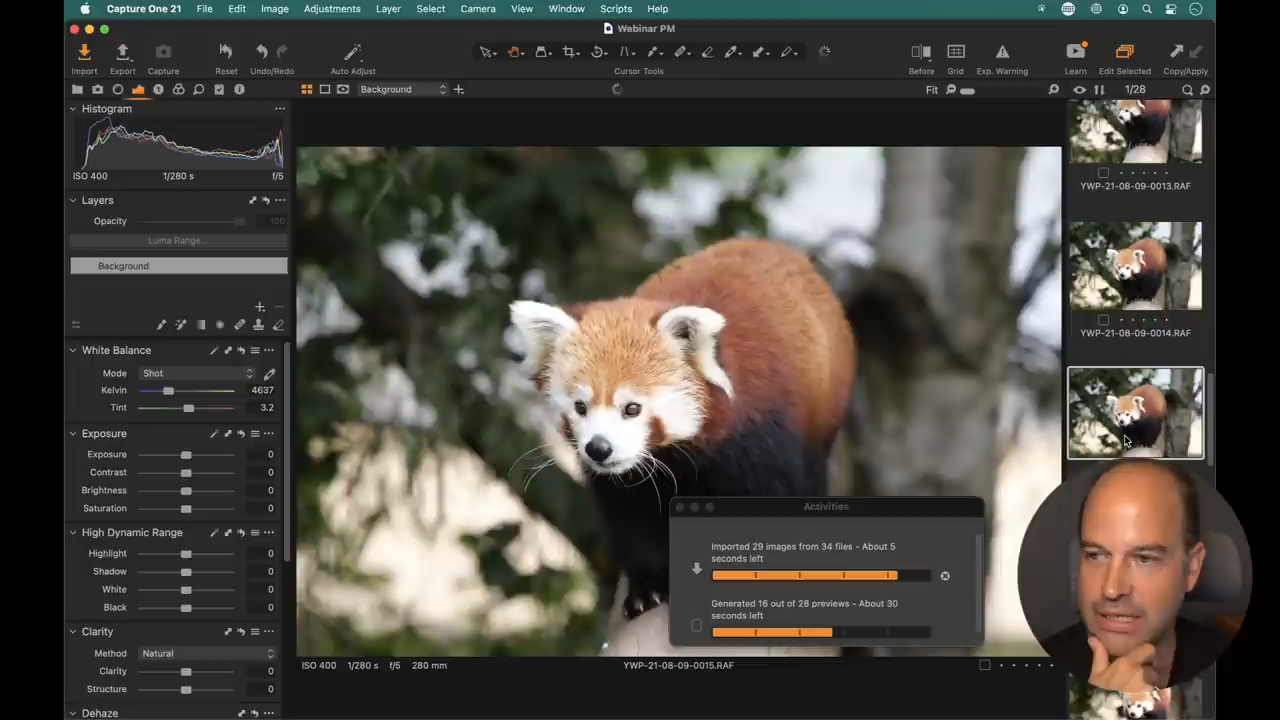 Capture One 21 File Edit Image Adjustments Layer Select Camera View Window Scripts Help
Webinar PM
Import Export Capture Reset Undo/Redo Auto Adjust Cursor Tools Before Grid Exp. Warning Learn Edit Selected Copy/Apply
Background Fit 1/28
Histogram
ISO 400 1/280 s f/5
Layers
Opacity 100
Luma Range...
Background
White Balance
Mode Shot
Kelvin 4637
Tint 3.2
Exposure
Exposure 0
Contrast 0
Brightness 0
Saturation 0
High Dynamic Range
Highlight 0
Shadow 0
White 0
Black 0
Clarity
Method Natural
Clarity 0
Structure 0
Dehaze
Activities
Imported 29 images from 34 files - About 5
seconds left
Generated 16 out of 28 previews - About 30
seconds left
ISO 400 1/280 s f/5 280 mm YWP-21-08-09-0015.RAF
YWP-21-08-09-0013.RAF
YWP-21-08-09-0014.RAF